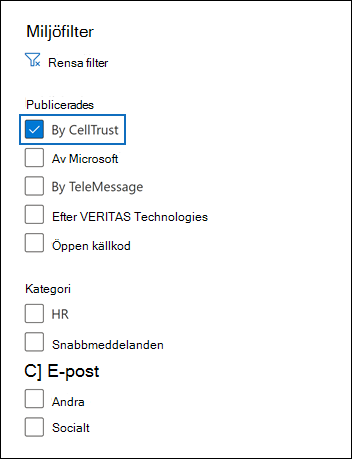 Miljöfilter
Rensa filter
Publicerades
By CellTrust
Av Microsoft
By TeleMessage
Efter VERITAS Technologies
Öppen källkod
Kategori
HR
Snabbmeddelanden
C] E-post
Andra
Socialt